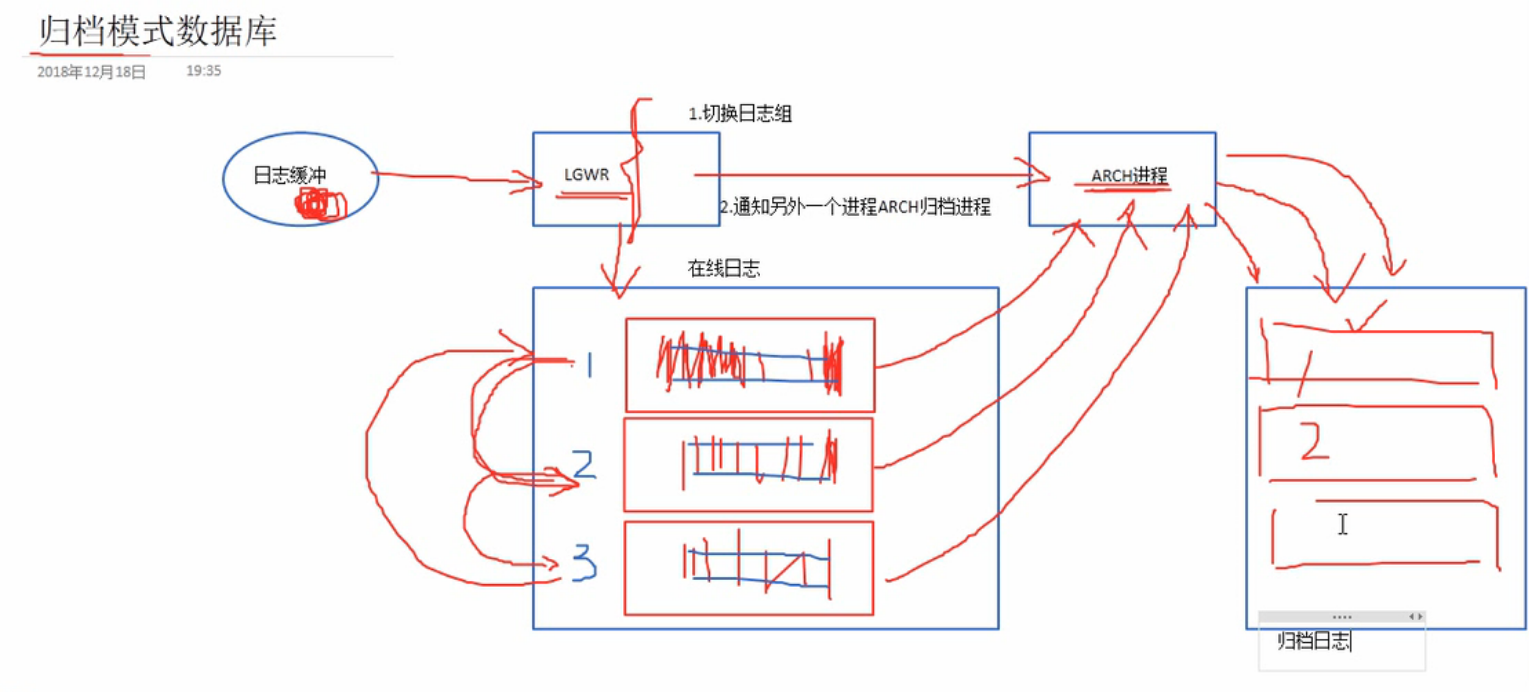 归档模式数据库
2018年12月18日 19:35
1.切换日志组
日志缓冲
LGWR
ARCH进程
2.通知另外一个进程ARCH归档进程
在线日志
1
2
3
1
2
归档日志